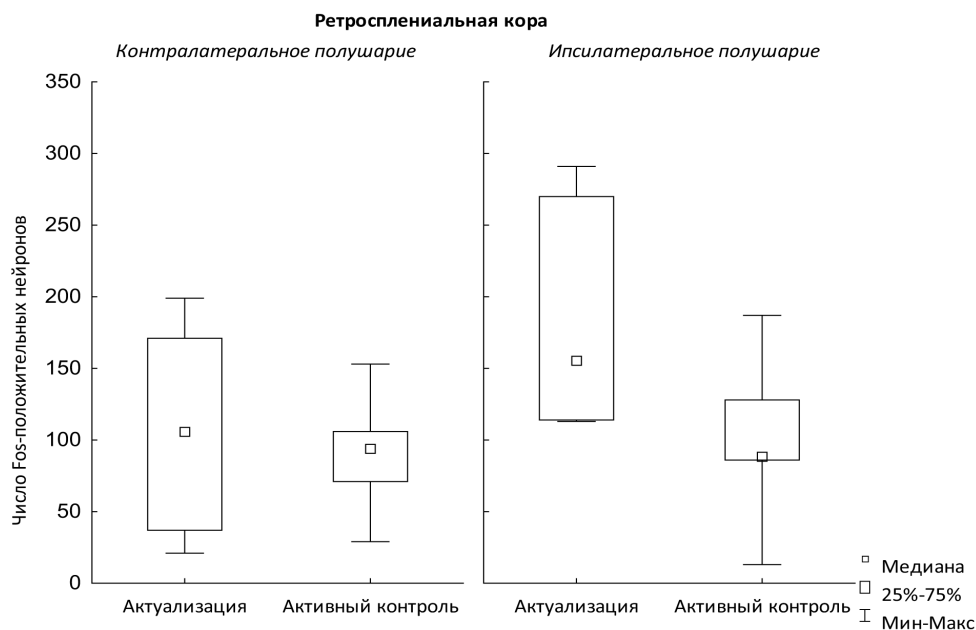 Ретросплениальная кора
Контралатеральное полушарие
Ипсилатеральное полушарие
Число Fos-положительных нейронов
350
300
250
200
150
100
50
0
Актуализация
Активный контроль
Актуализация
Активный контроль
Медиана
25%-75%
Мин-Макс